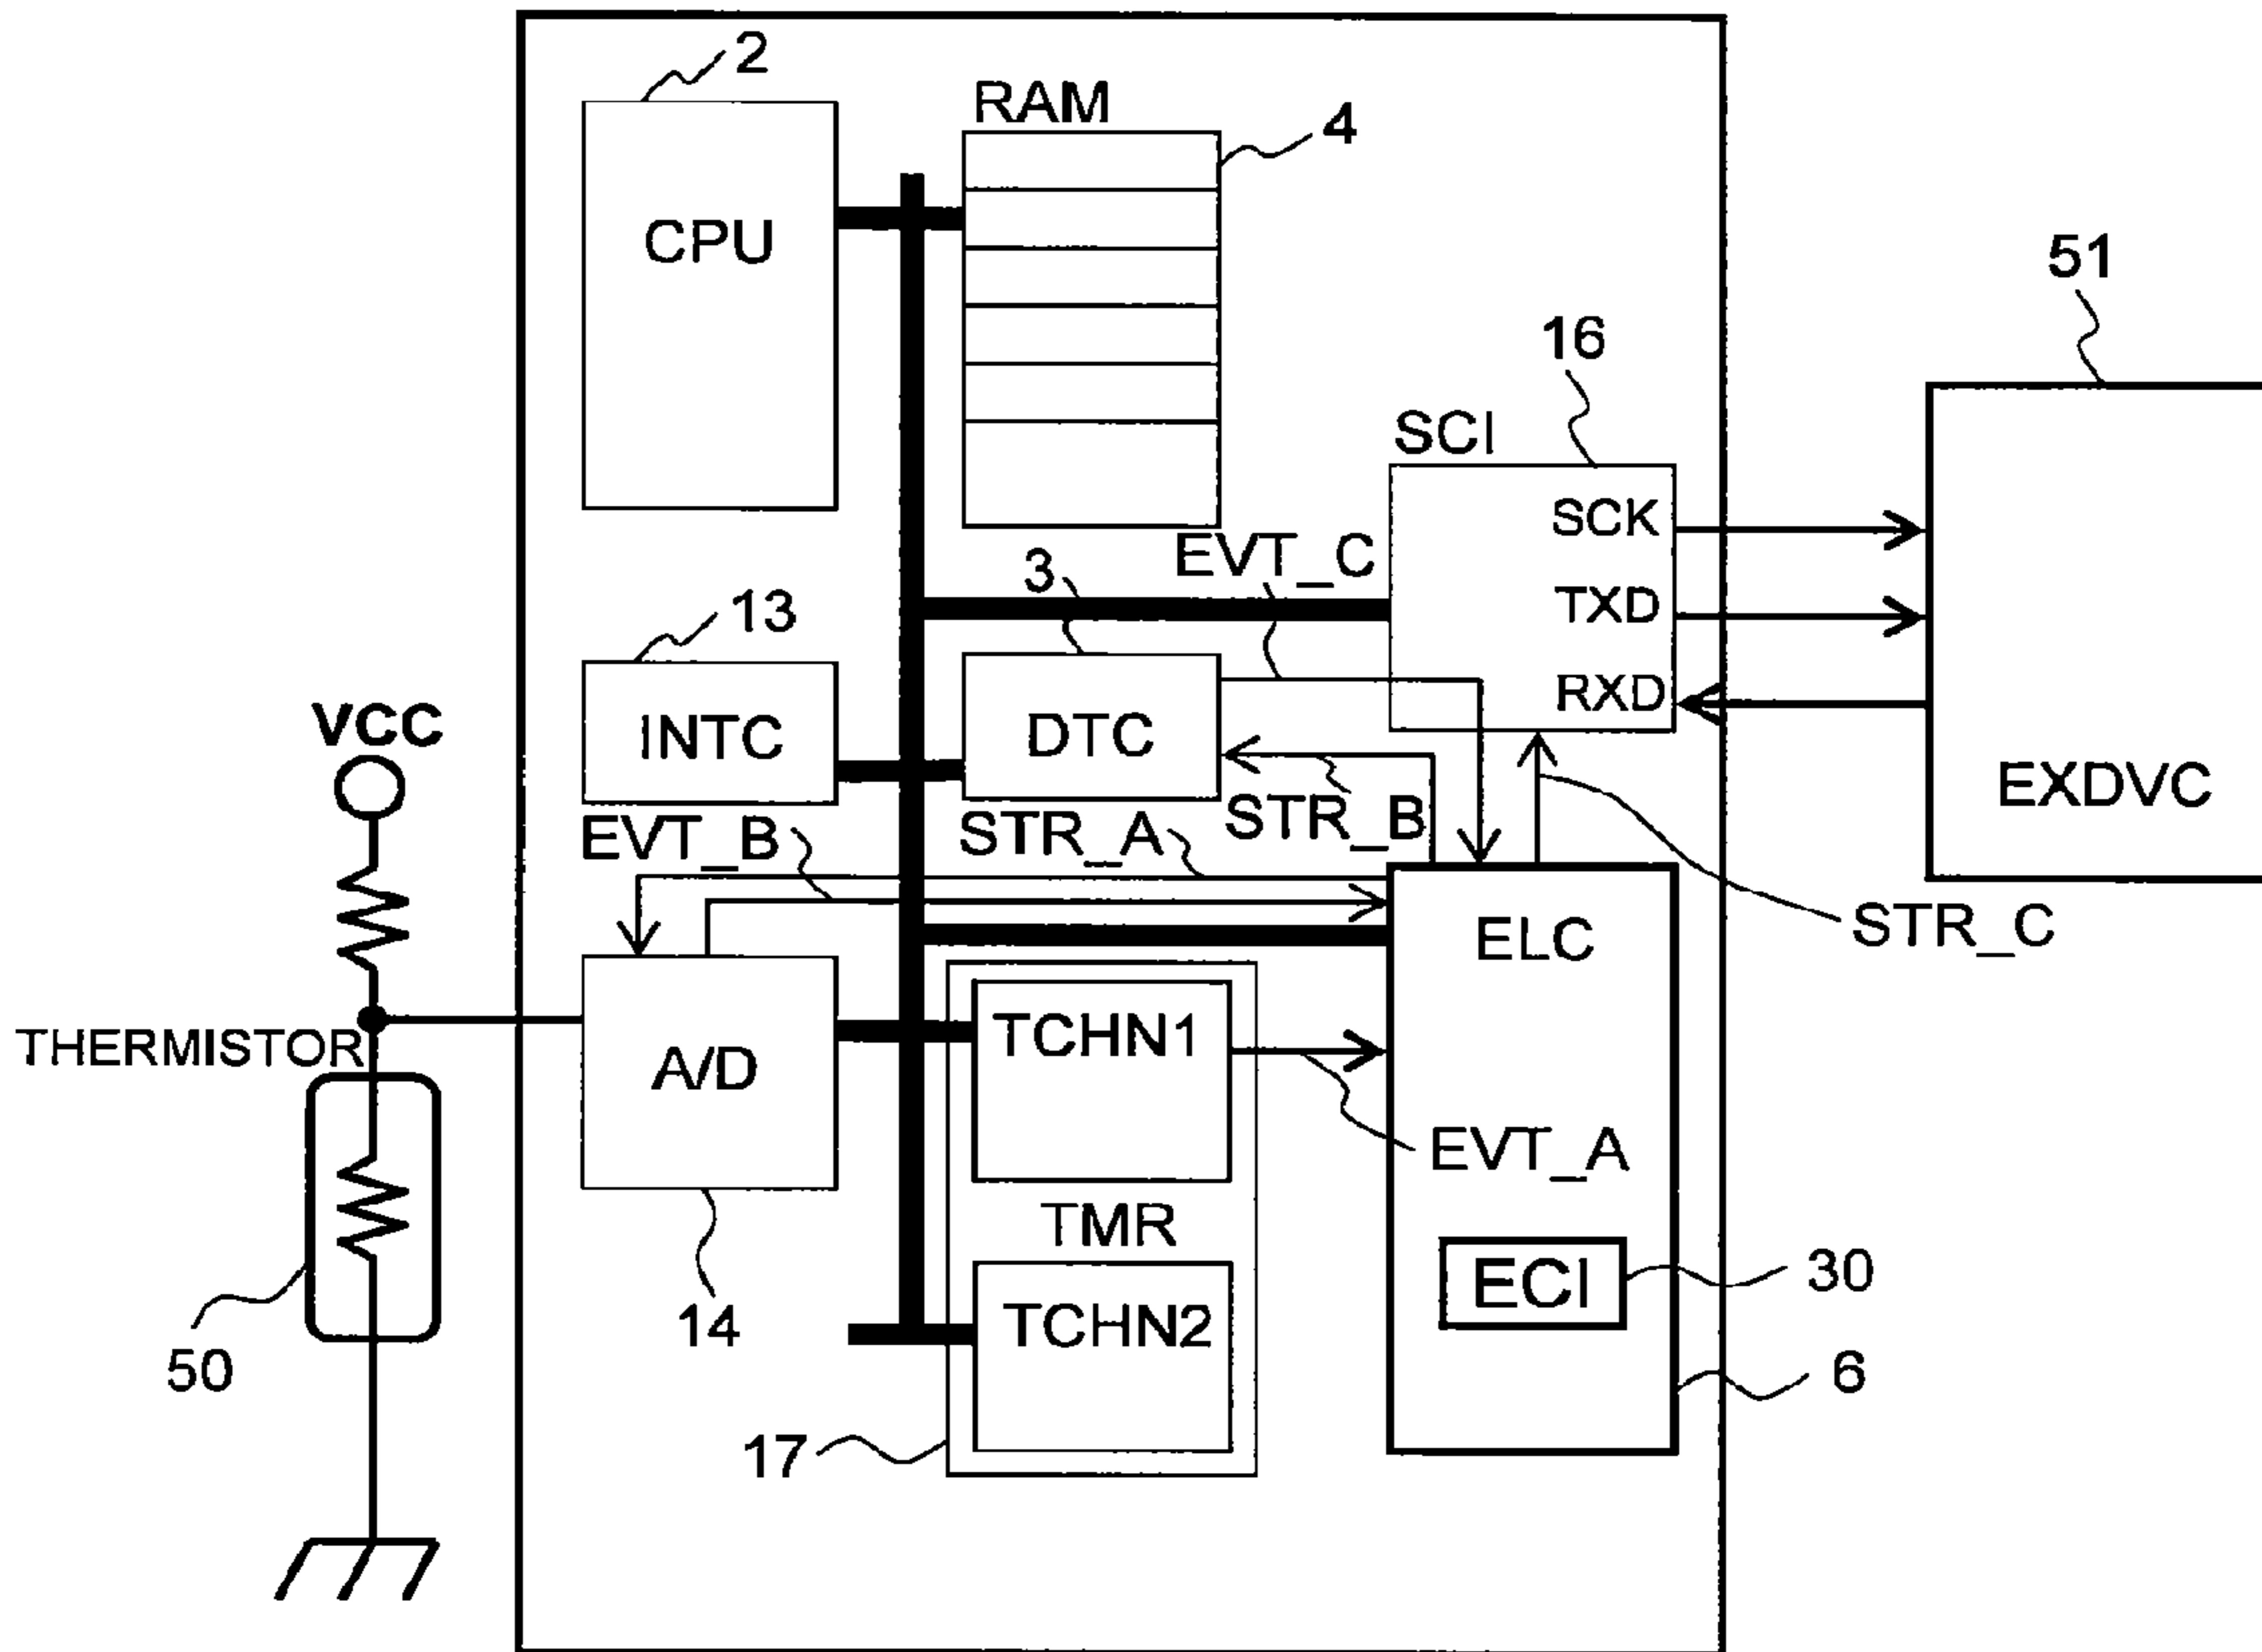 2
RAM
4
CPU
51
16
SCI
SCK
3
EVT_C
TXD
13
RXD
VCC
INTC
DTC
EXDVC
EVT_B
STR_A
STR_B
STR_C
ELC
THERMISTOR
A/D
TCHN1
EVT_A
TMR
ECI
30
14
TCHN2
50
6
17